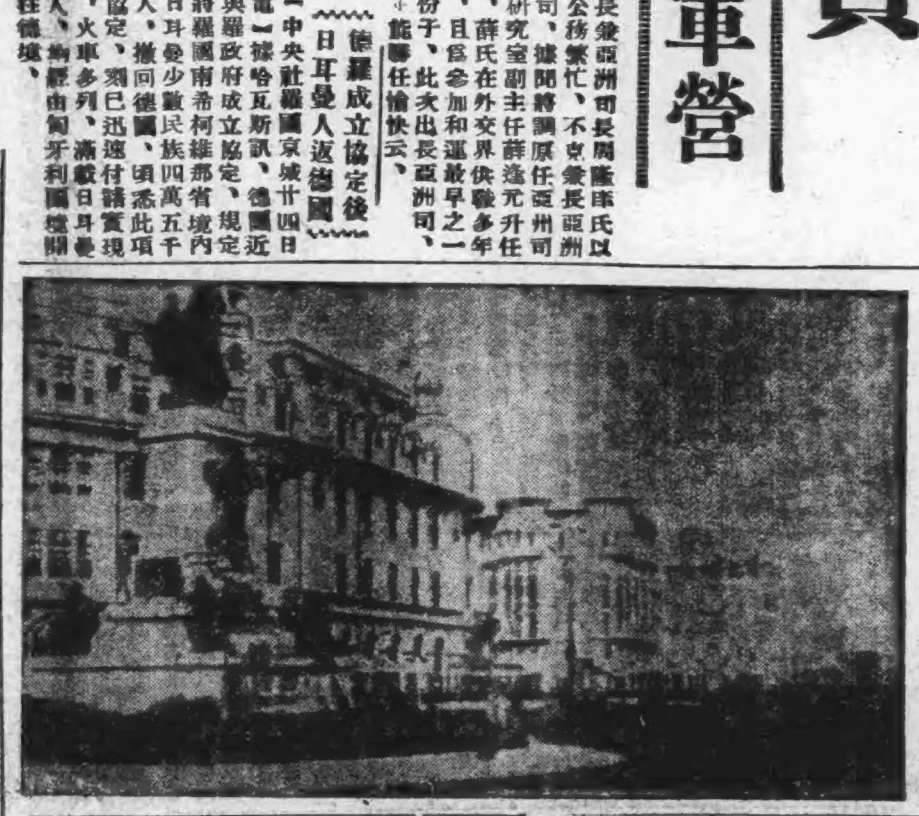 軍營
長兼亞洲司長周隆庠氏以
公務繁忙、不克兼長亞洲
司、據聞將調原任亞州司
研究室副主任薛逢元升任
、薛氏在外交界供職多年
、且爲參加和運最早之一
份子、此次出長亞洲司、
能勝任愉快云、
德羅成立協定後
日耳曼人返德國
中央社羅國京城廿四日
電】據哈瓦斯訊、德國近
與羅政府成立協定、規定
將羅國南希柯維那省境內
日耳曼少數民族四萬五千
人、撤回德國、頃悉此項
協定、業已迅速付諸實現
、火車多列、滿載日耳曼
人、經由匈牙利國境開
往德境、